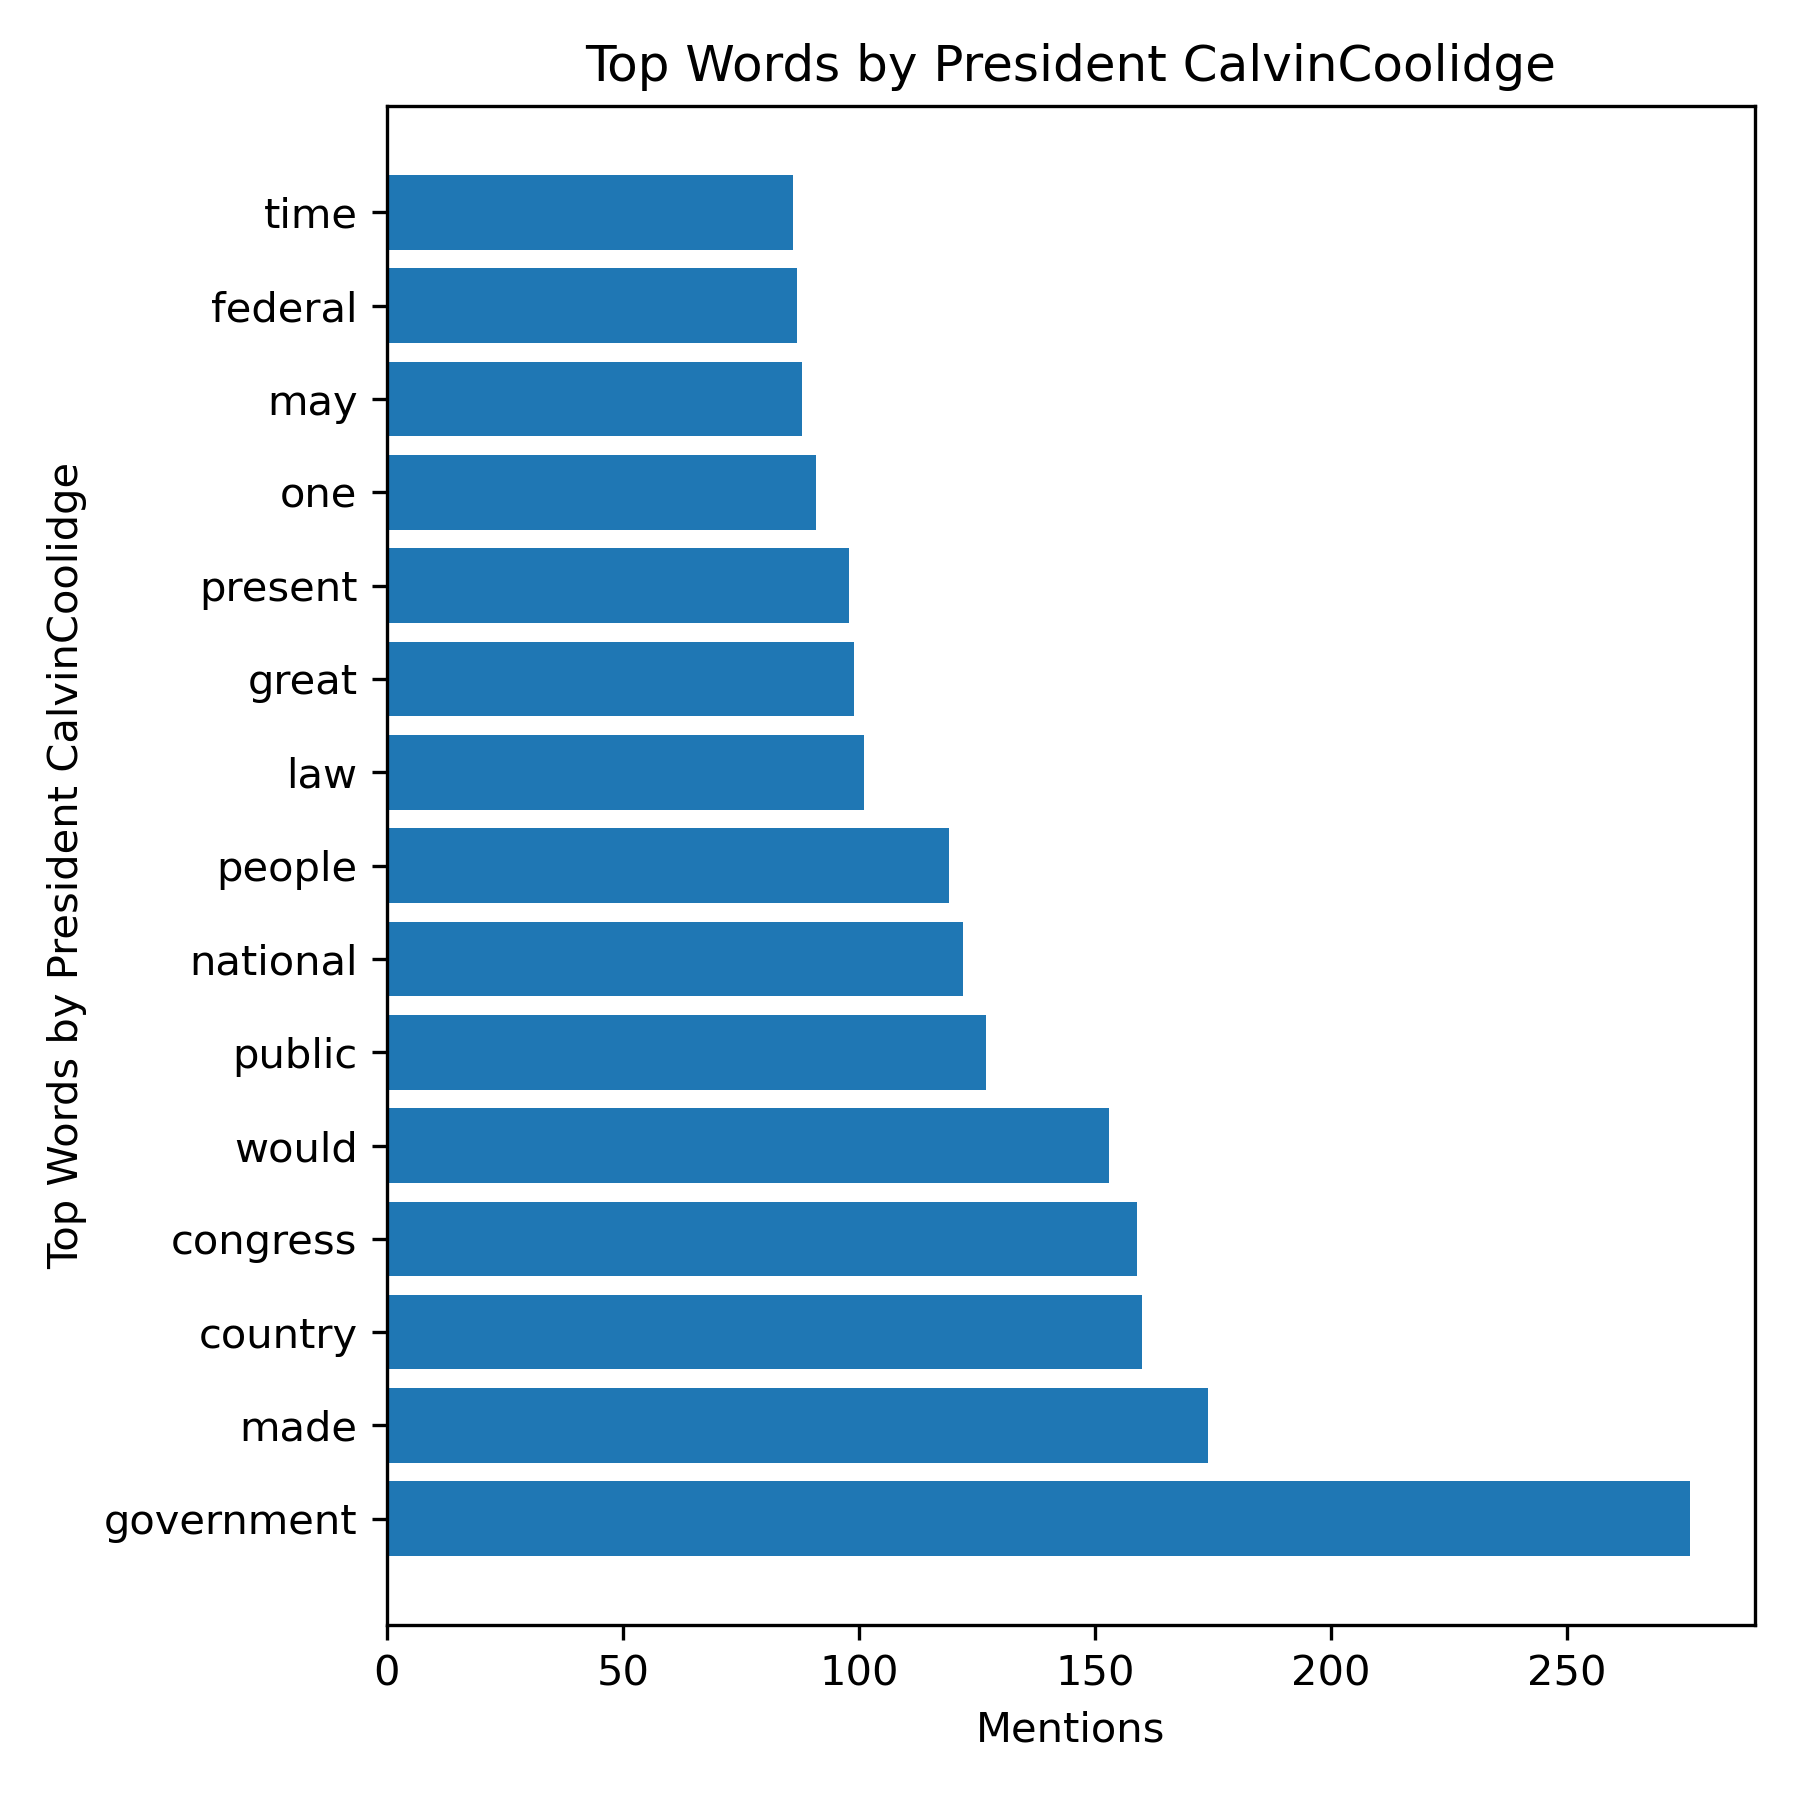 Top Words by President CalvinCoolidge
Top Words by President CalvinCoolidge
time
federal
may
one
present
great
law
people
national
public
would
congress
country
made
government
0 50 100 150 200 250
Mentions